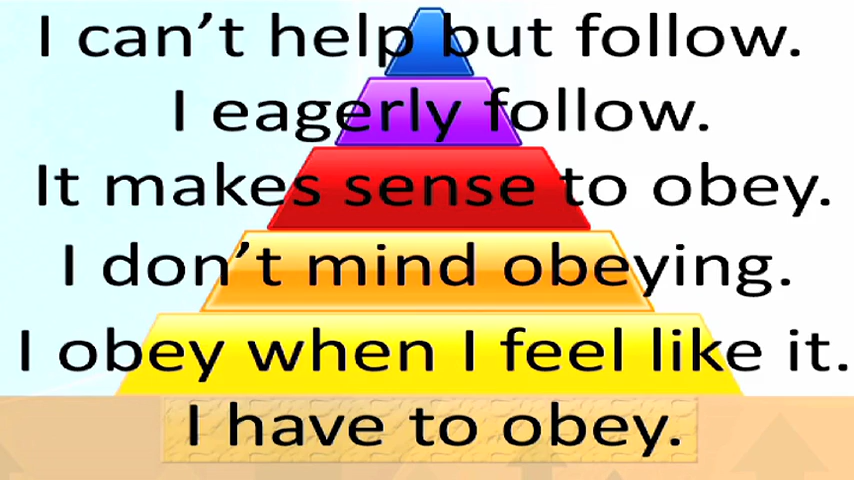 I can’t help but follow.
I eagerly follow.
It makes sense to obey.
I don’t mind obeying.
I obey when I feel like it.
I have to obey.